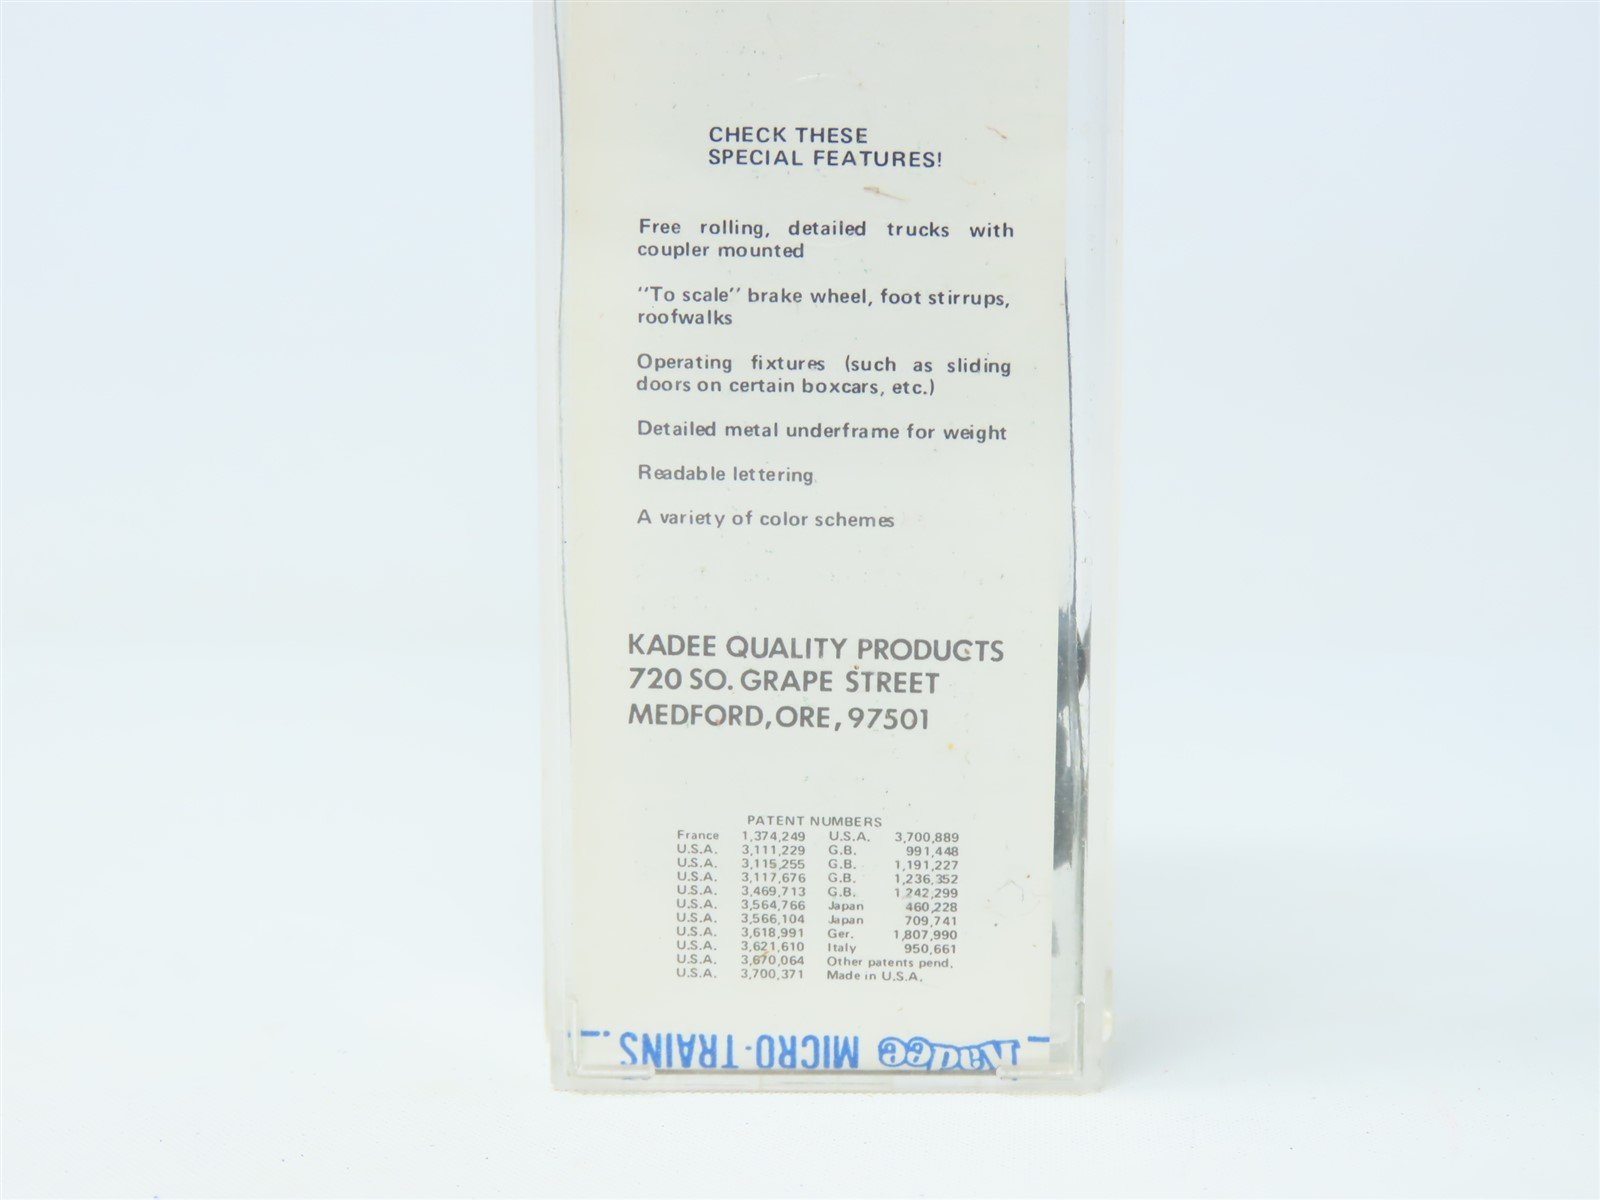 CHECK THESE
SPECIAL FEATURES!
Free rolling, detailed trucks with
coupler mounted
"To scale" brake wheel, foot stirrups,
roofwalks
Operating fixtures (such as sliding
doors on certain boxcars, etc.)
Detailed metal underframe for weight
Readable lettering
A variety of color schemes
KADEE QUALITY PRODUCTS
720 SO. GRAPE STREET
MEDFORD, ORE, 97501
PATENT NUMBERS
France 1,374,249 U.S.A. 3,700,889
U.S.A. 3,111,229 G.B. 991,448
U.S.A. 3,115,255 G.B. 1,191,227
U.S.A. 3,117,676 G.B. 1,236,352
U.S.A. 3,469,713 G.B. 1,242,299
U.S.A. 3,564,766 Japan 460,228
U.S.A. 3,566,104 Japan 709,741
U.S.A. 3,618,991 Ger. 1,807,990
U.S.A. 3,621,610 Italy 950,661
U.S.A. 3,670,064 Other patents pend.
U.S.A. 3,700,371 Made in U.S.A.
Kadee MICRO-TRAINS